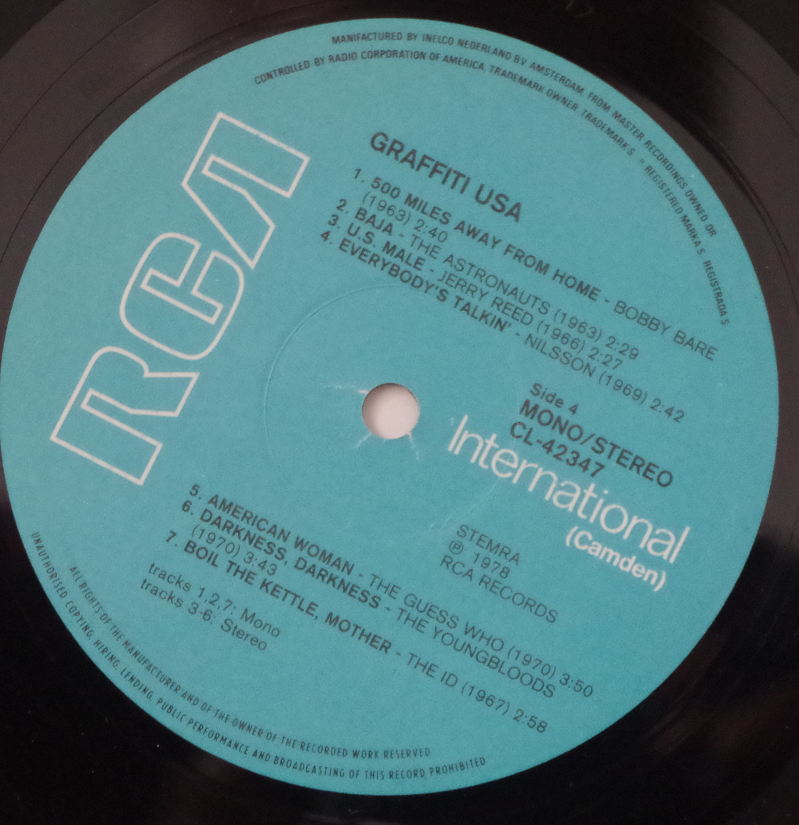 MANUFACTURED BY INELCO NEDERLAND BV AMSTERDAM, FROM MASTER RECORDINGS OWNED OR
CONTROLLED BY RADIO CORPORATION OF AMERICA. TRADEMARK OWNER. TRADEMARK'S ® REGISTERED MARKA.S REGISTRADA S
RCA
GRAFFITI USA
1. 500 MILES AWAY FROM HOME - BOBBY BARE
(1963) 2:40
2. BAJA - THE ASTRONAUTS (1963) 2:29
3. U.S. MALE - JERRY REED (1966) 2:27
4. EVERYBODY'S TALKIN' - NILSSON (1969) 2:42
Side 4
MONO/STEREO
CL-42347
International
(Camden)
STEMRA
℗ 1978
RCA RECORDS
5. AMERICAN WOMAN - THE GUESS WHO (1970) 3:50
6. DARKNESS, DARKNESS - THE YOUNGBLOODS
(1970) 3:43
7. BOIL THE KETTLE, MOTHER - THE ID (1967) 2:58
tracks 1,2,7: Mono
tracks 3-6: Stereo
ALL RIGHTS OF THE MANUFACTURER AND OF THE OWNER OF THE RECORDED WORK RESERVED
UNAUTHORISED COPYING, HIRING, LENDING, PUBLIC PERFORMANCE AND BROADCASTING OF THIS RECORD PROHIBITED